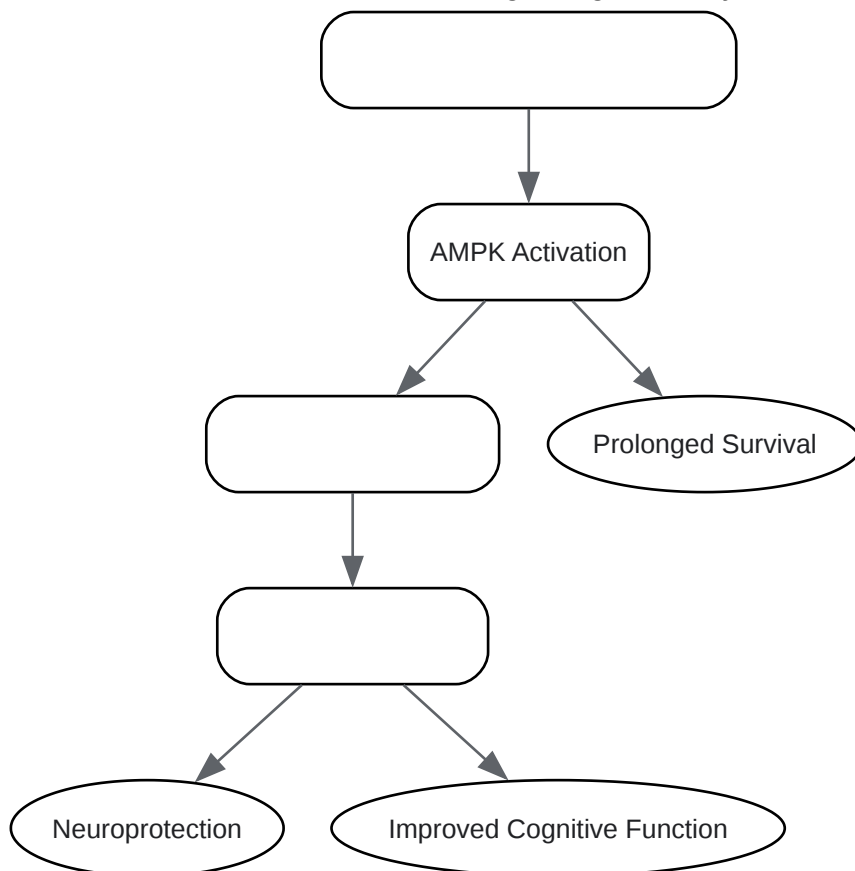 AMPK Activation
Prolonged Survival
Neuroprotection
Improved Cognitive Function